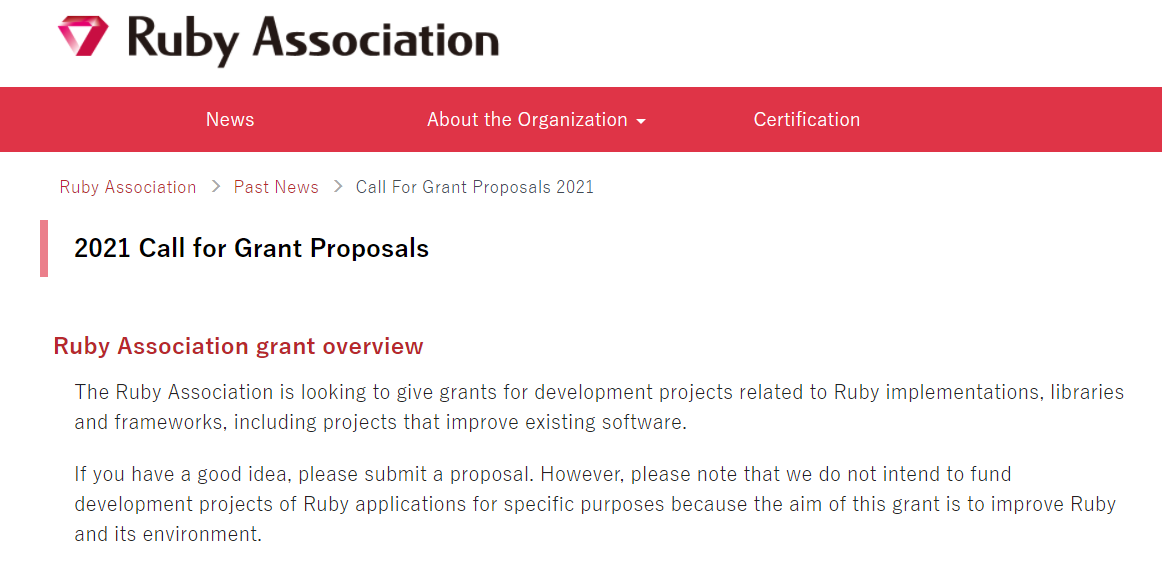 Ruby Association
News
About the Organization
Certification
Ruby Association > Past News > Call For Grant Proposals 2021
2021 Call for Grant Proposals
Ruby Association grant overview
The Ruby Association is looking to give grants for development projects related to Ruby implementations, libraries
and frameworks, including projects that improve existing software.
If you have a good idea, please submit a proposal. However, please note that we do not intend to fund
development projects of Ruby applications for specific purposes because the aim of this grant is to improve Ruby
and its environment.